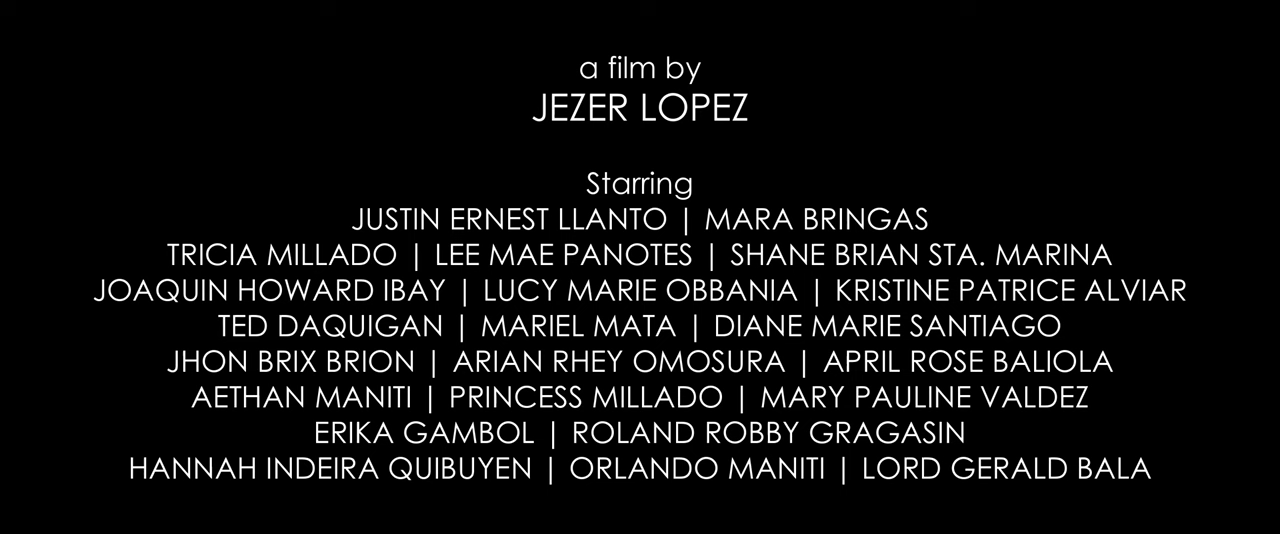 a film by
JEZER LOPEZ
Starring
JUSTIN ERNEST LLANTO | MARA BRINGAS
TRICIA MILLADO | LEE MAE PANOTES | SHANE BRIAN STA. MARINA
JOAQUIN HOWARD IBAY | LUCY MARIE OBBANIA | KRISTINE PATRICE ALVIAR
TED DAQUIGAN | MARIEL MATA | DIANE MARIE SANTIAGO
JHON BRIX BRION | ARIAN RHEY OMOSURA | APRIL ROSE BALIOLA
AETHAN MANITI | PRINCESS MILLADO | MARY PAULINE VALDEZ
ERIKA GAMBOL | ROLAND ROBBY GRAGASIN
HANNAH INDEIRA QUIBUYEN | ORLANDO MANITI | LORD GERALD BALA